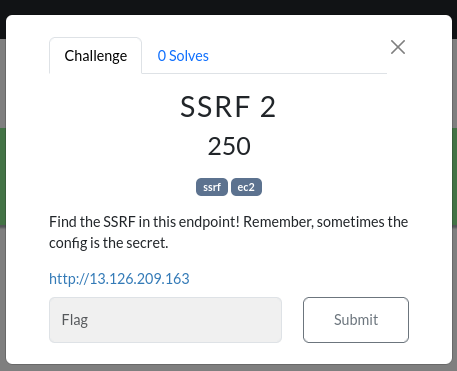 Challenge
0 Solves
SSRF 2
250
ssrf ec2
Find the SSRF in this endpoint! Remember, sometimes the
config is the secret.
http://13.126.209.163
Flag
Submit